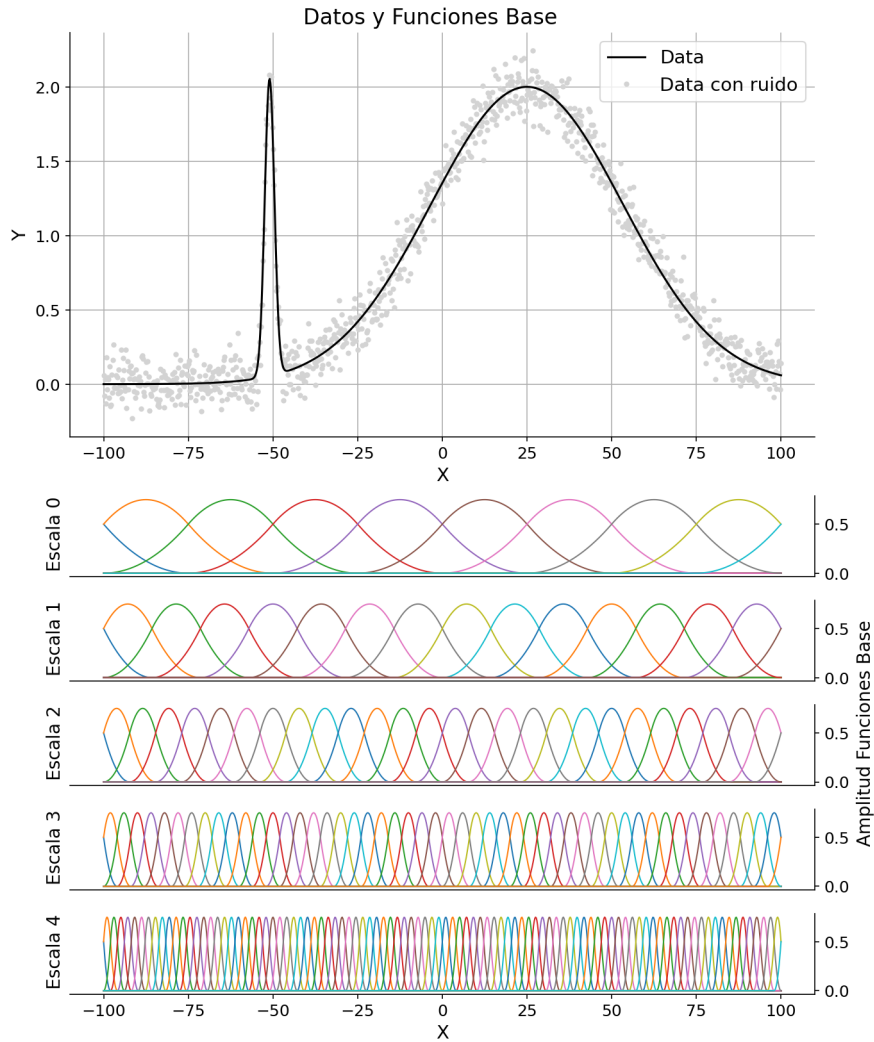 Datos y Funciones Base
Data
Data con ruido
Y
2.0
1.5
1.0
0.5
0.0
−100 −75 −50 −25 0 25 50 75 100
X
Escala 0
0.5
0.0
Escala 1
0.5
0.0
Escala 2
0.5
0.0
Escala 3
0.5
0.0
Escala 4
0.5
0.0
Amplitud Funciones Base
−100 −75 −50 −25 0 25 50 75 100
X